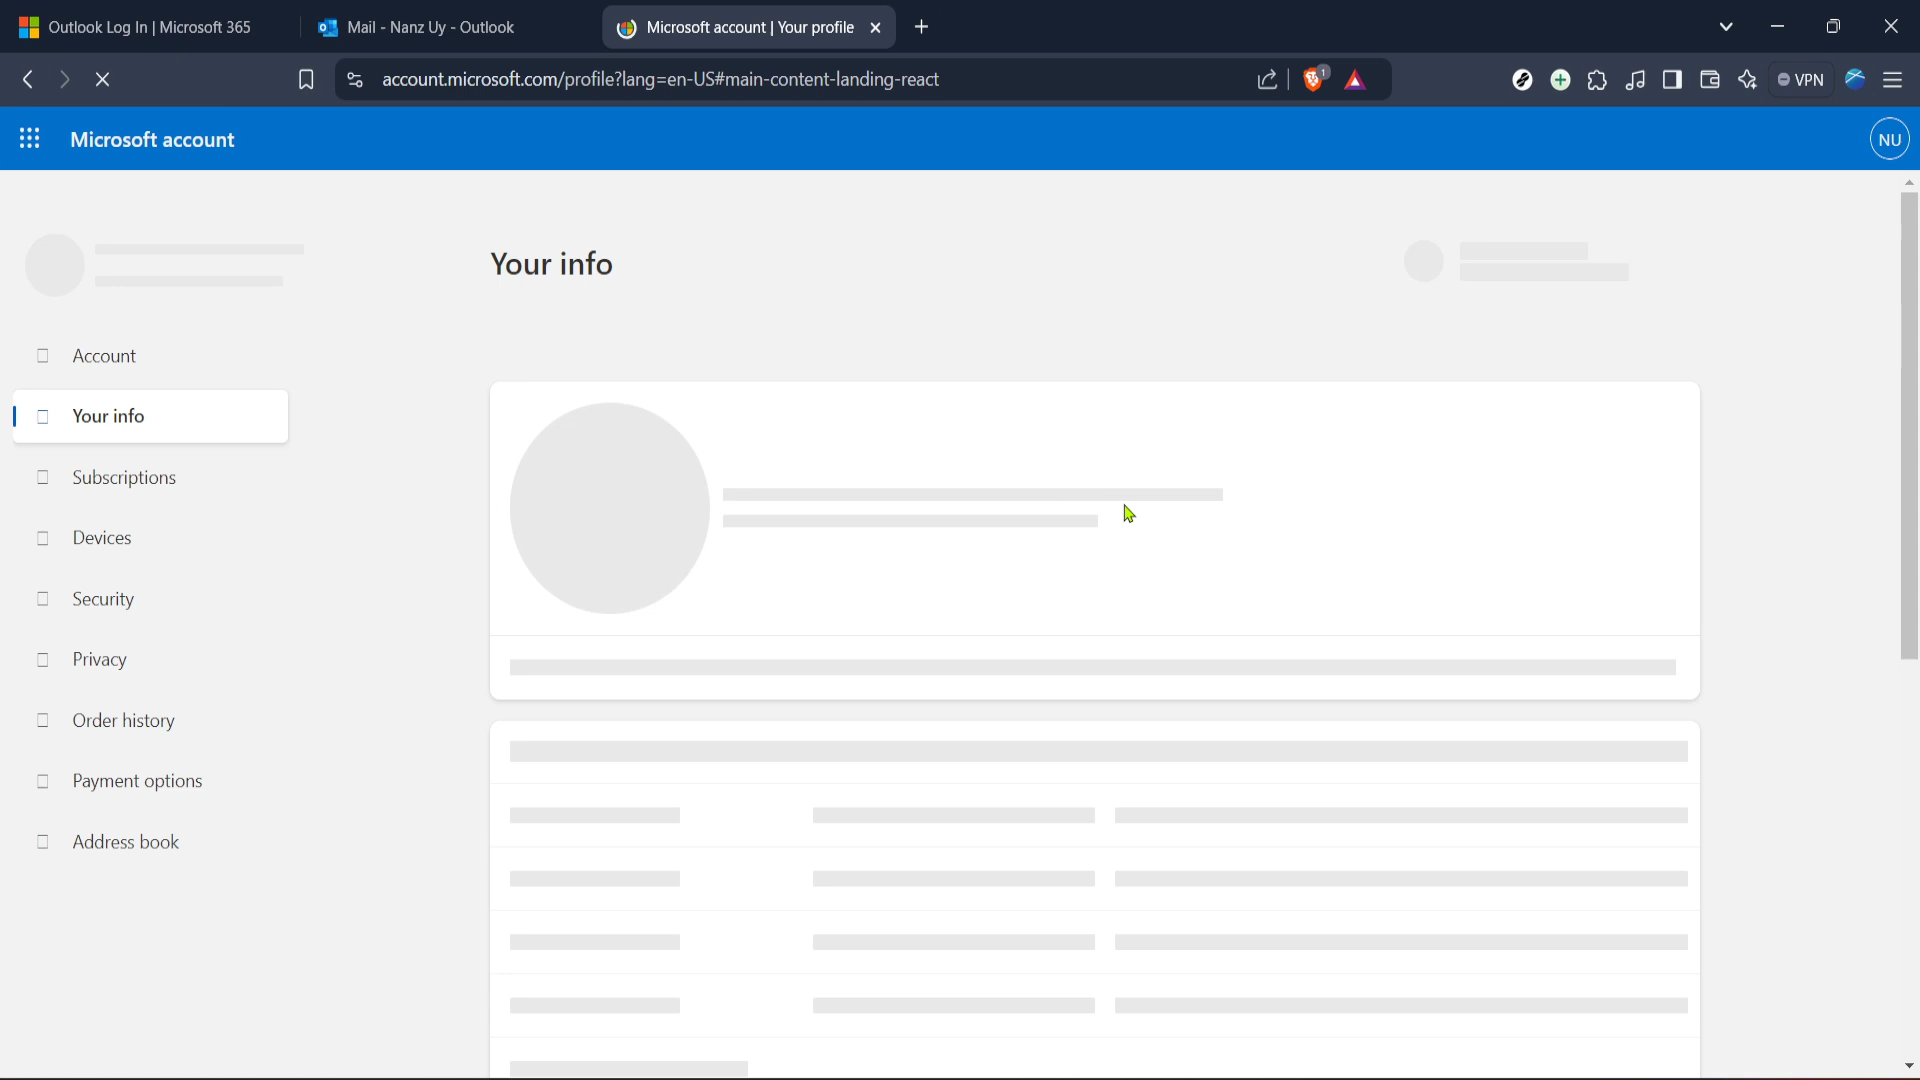 Outlook Log In | Microsoft 365
Mail - Nanz Uy - Outlook
Microsoft account | Your profile
account.microsoft.com/profile?lang=en-US#main-content-landing-react
1
VPN
Microsoft account
NU
Your info
Account
Your info
Subscriptions
Devices
Security
Privacy
Order history
Payment options
Address book